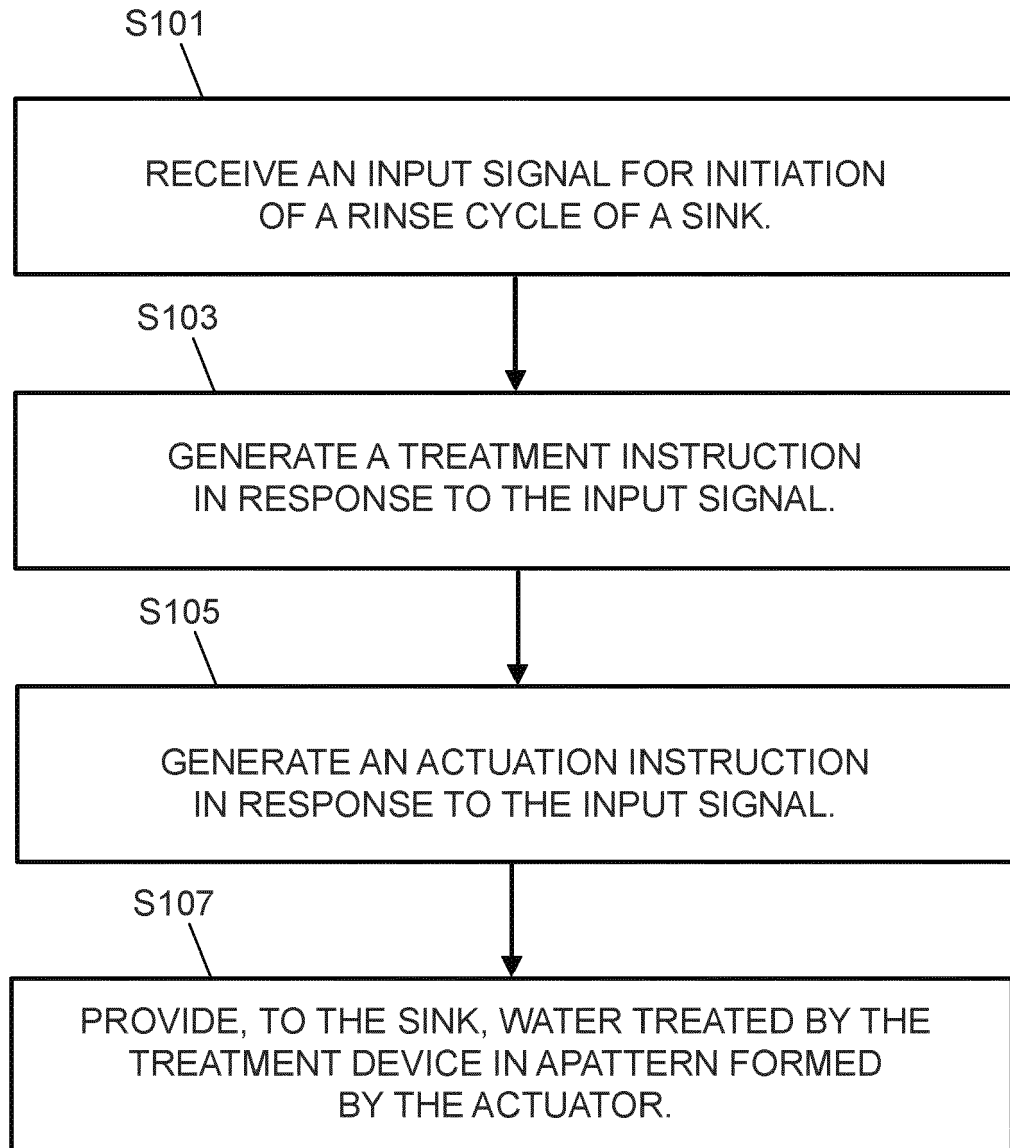 S101
RECEIVE AN INPUT SIGNAL FOR INITIATION
OF A RINSE CYCLE OF A SINK.
S103
GENERATE A TREATMENT INSTRUCTION
IN RESPONSE TO THE INPUT SIGNAL.
S105
GENERATE AN ACTUATION INSTRUCTION
IN RESPONSE TO THE INPUT SIGNAL.
S107
PROVIDE, TO THE SINK, WATER TREATED BY THE
TREATMENT DEVICE IN APATTERN FORMED
BY THE ACTUATOR.